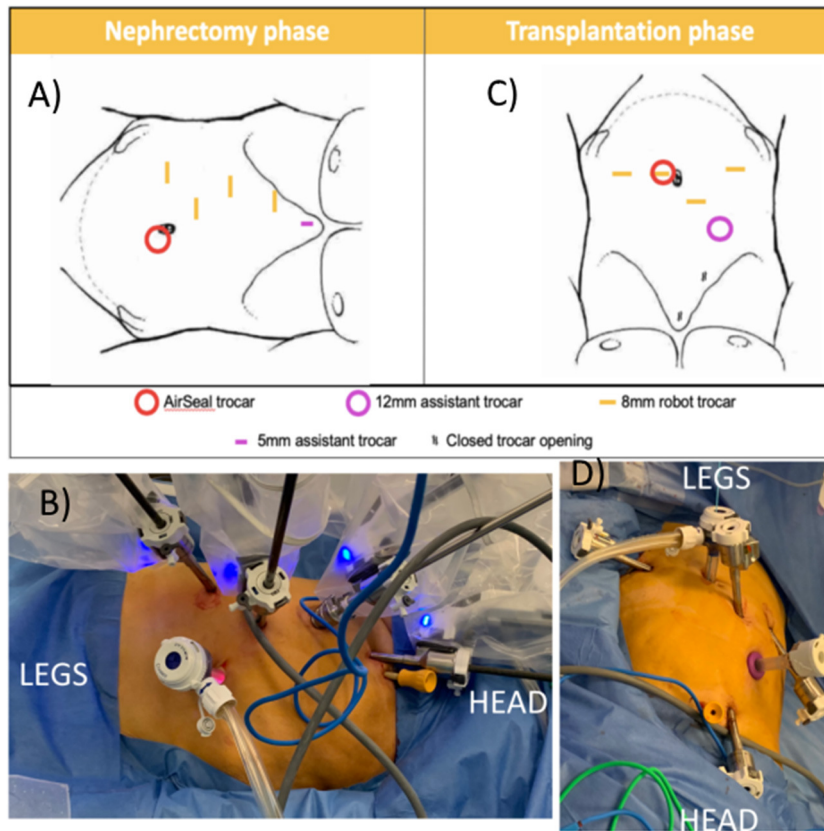 Nephrectomy phase
Transplantation phase
A)
C)
AirSeal trocar
12mm assistant trocar
8mm robot trocar
5mm assistant trocar
Closed trocar opening
B)
LEGS
HEAD
D)
LEGS
HEAD